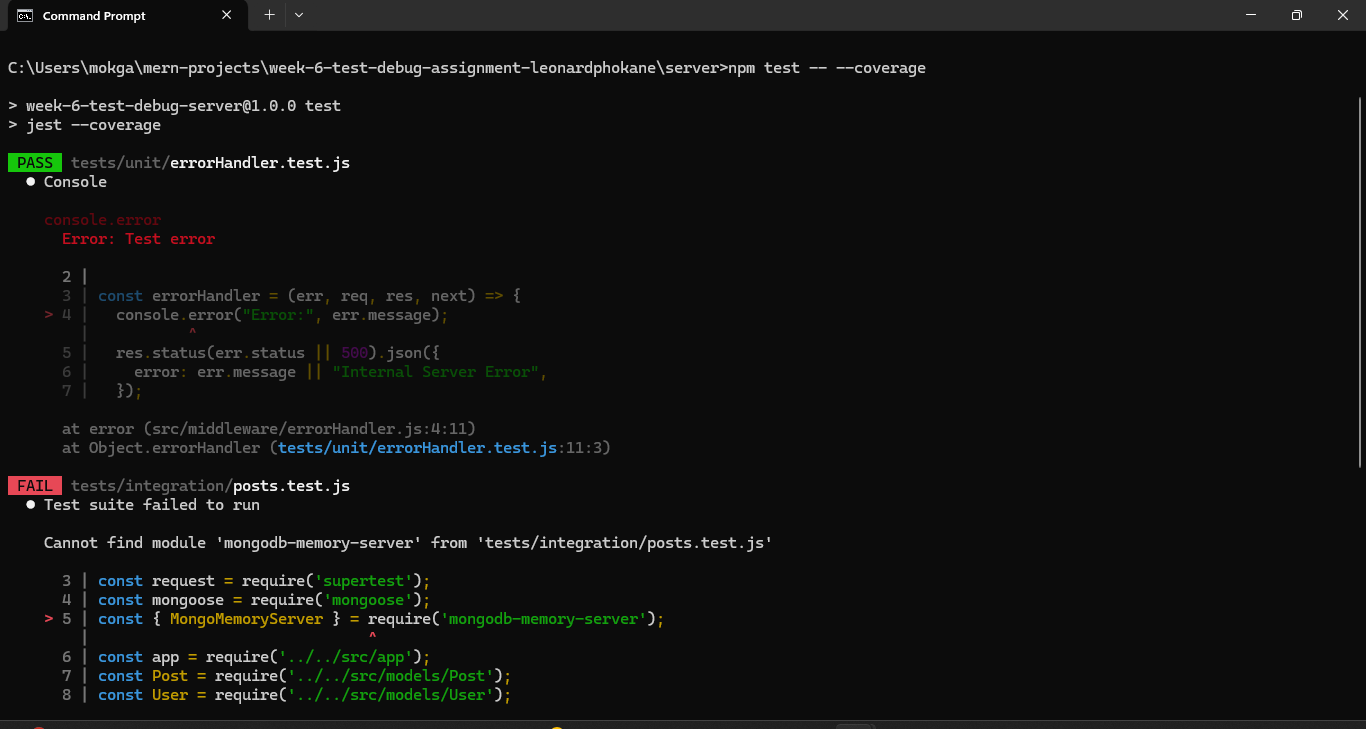 Command Prompt
C:\Users\mokga\mern-projects\week-6-test-debug-assignment-leonardphokane\server>npm test -- --coverage
> week-6-test-debug-server@1.0.0 test
> jest --coverage
PASS tests/unit/errorHandler.test.js
● Console
console.error
Error: Test error
2 |
3 | const errorHandler = (err, req, res, next) => {
> 4 | console.error("Error:", err.message);
| ^
5 | res.status(err.status || 500).json({
6 | error: err.message || "Internal Server Error",
7 | });
at error (src/middleware/errorHandler.js:4:11)
at Object.errorHandler (tests/unit/errorHandler.test.js:11:3)
FAIL tests/integration/posts.test.js
● Test suite failed to run
Cannot find module 'mongodb-memory-server' from 'tests/integration/posts.test.js'
3 | const request = require('supertest');
4 | const mongoose = require('mongoose');
> 5 | const { MongoMemoryServer } = require('mongodb-memory-server');
| ^
6 | const app = require('../../src/app');
7 | const Post = require('../../src/models/Post');
8 | const User = require('../../src/models/User');